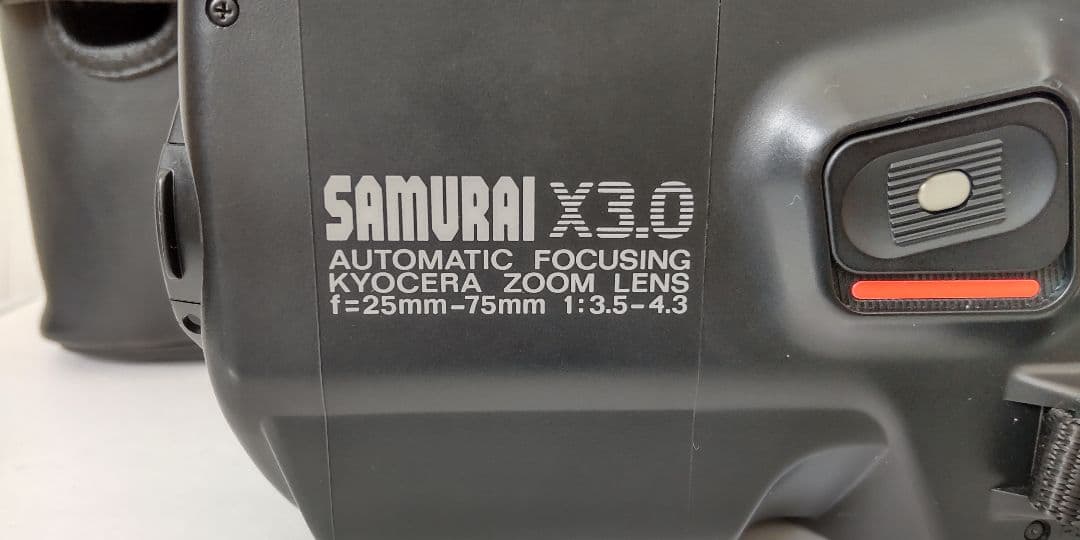 SAMURAI X3.0
AUTOMATIC FOCUSING
KYOCERA ZOOM LENS
f=25mm-75mm 1:3.5-4.3